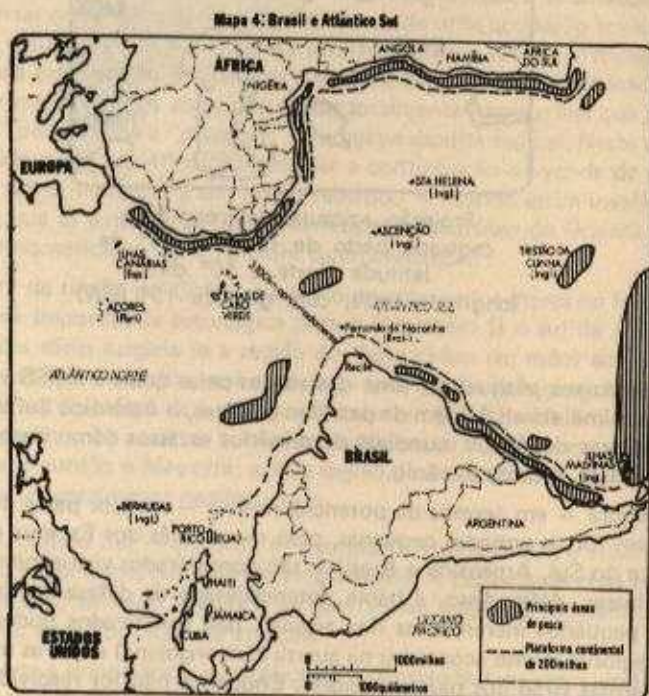 Mapa 4: Brasil e Atlântico Sul
ANGOLA
NAMÍBIA
ÁFRICA
DO SUL
ÁFRICA
NIGÉRIA
EUROPA
STA HELENA
(Ingl.)
ASCENÇÃO
(Ingl.)
TRISTÃO DA
CUNHA (Ingl.)
ILHAS
CANÁRIAS
(Esp.)
AÇORES
ILHAS DE
VERDE
ATLÂNTICO SUL
Fernando de Noronha
Recife
ATLÂNTICO NORTE
BRASIL
ILHAS
MALVINAS
(Ingl.)
BERMUDAS
(Ingl.)
PORTO
RICO (EUA)
ARGENTINA
HAITI
JAMAICA
CUBA
ESTADOS
UNIDOS
OCEANO
PACÍFICO
1000 milhas
1000 quilômetros
Principais áreas
de pesca
Plataforma continental
de 200 milhas